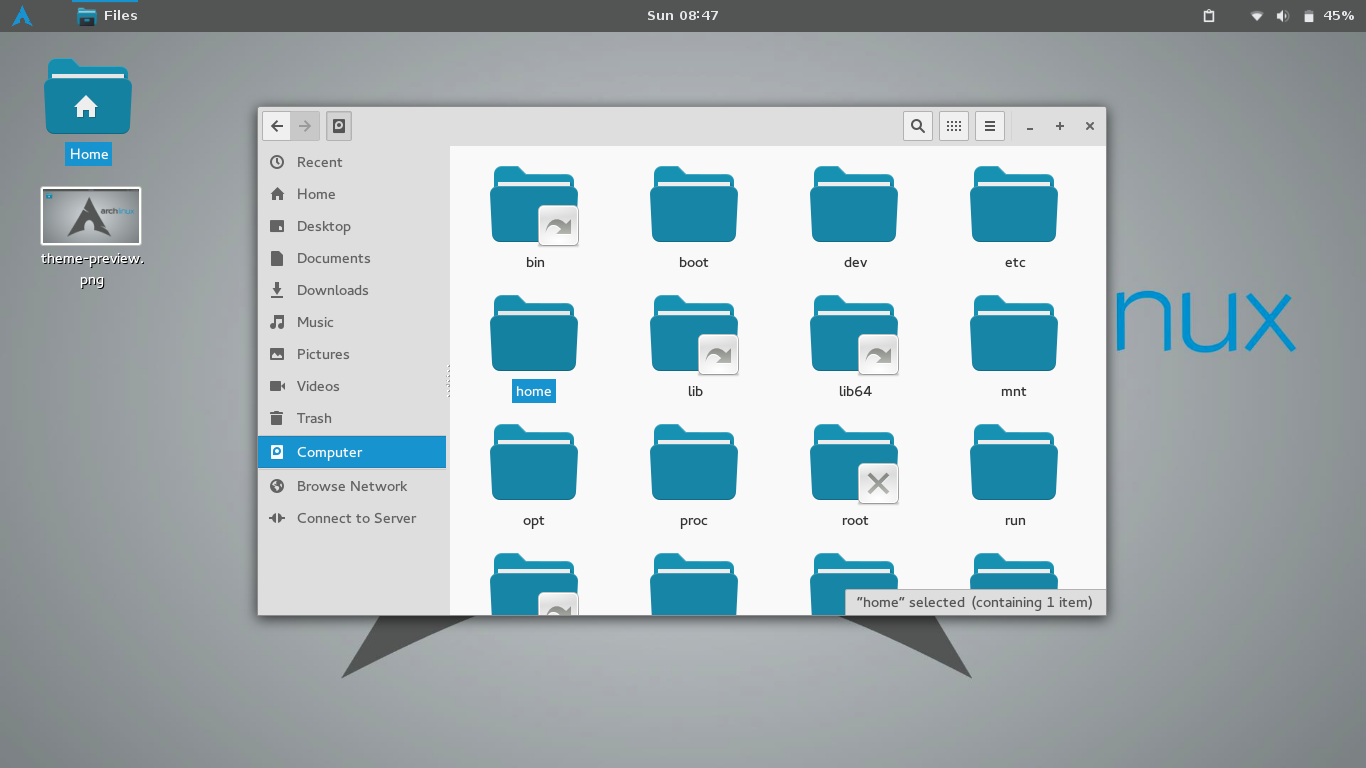 Files
Sun 08:47
45%
Home
theme-preview.
png
archlinux
nux
Recent
Home
Desktop
Documents
Downloads
Music
Pictures
Videos
Trash
Computer
Browse Network
Connect to Server
bin
boot
dev
etc
home
lib
lib64
mnt
opt
proc
root
run
"home" selected (containing 1 item)